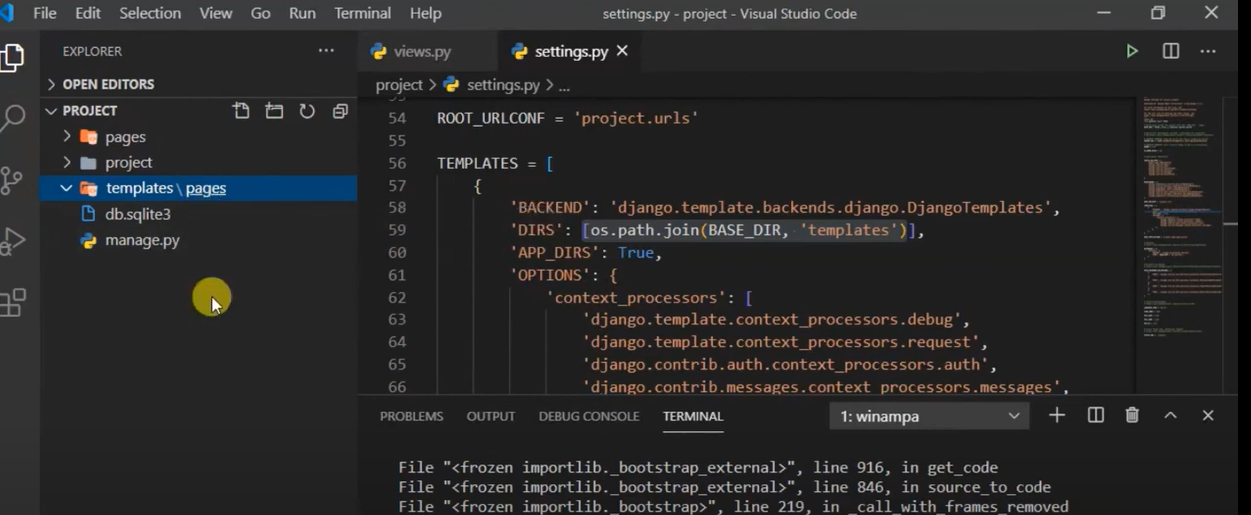 File Edit Selection View Go Run Terminal Help settings.py - project - Visual Studio Code
EXPLORER
OPEN EDITORS
PROJECT
pages
project
templates \ pages
db.sqlite3
manage.py
views.py settings.py
project > settings.py > ...
54 ROOT_URLCONF = 'project.urls'
55
56 TEMPLATES = [
57 {
58 'BACKEND': 'django.template.backends.django.DjangoTemplates',
59 'DIRS': [os.path.join(BASE_DIR, 'templates')],
60 'APP_DIRS': True,
61 'OPTIONS': {
62 'context_processors': [
63 'django.template.context_processors.debug',
64 'django.template.context_processors.request',
65 'django.contrib.auth.context_processors.auth',
66 'django.contrib.messages.context_processors.messages',
PROBLEMS OUTPUT DEBUG CONSOLE TERMINAL 1: winampa
File "<frozen importlib._bootstrap_external>", line 916, in get_code
File "<frozen importlib._bootstrap_external>", line 846, in source_to_code
File "<frozen importlib._bootstrap>", line 219, in _call_with_frames_removed